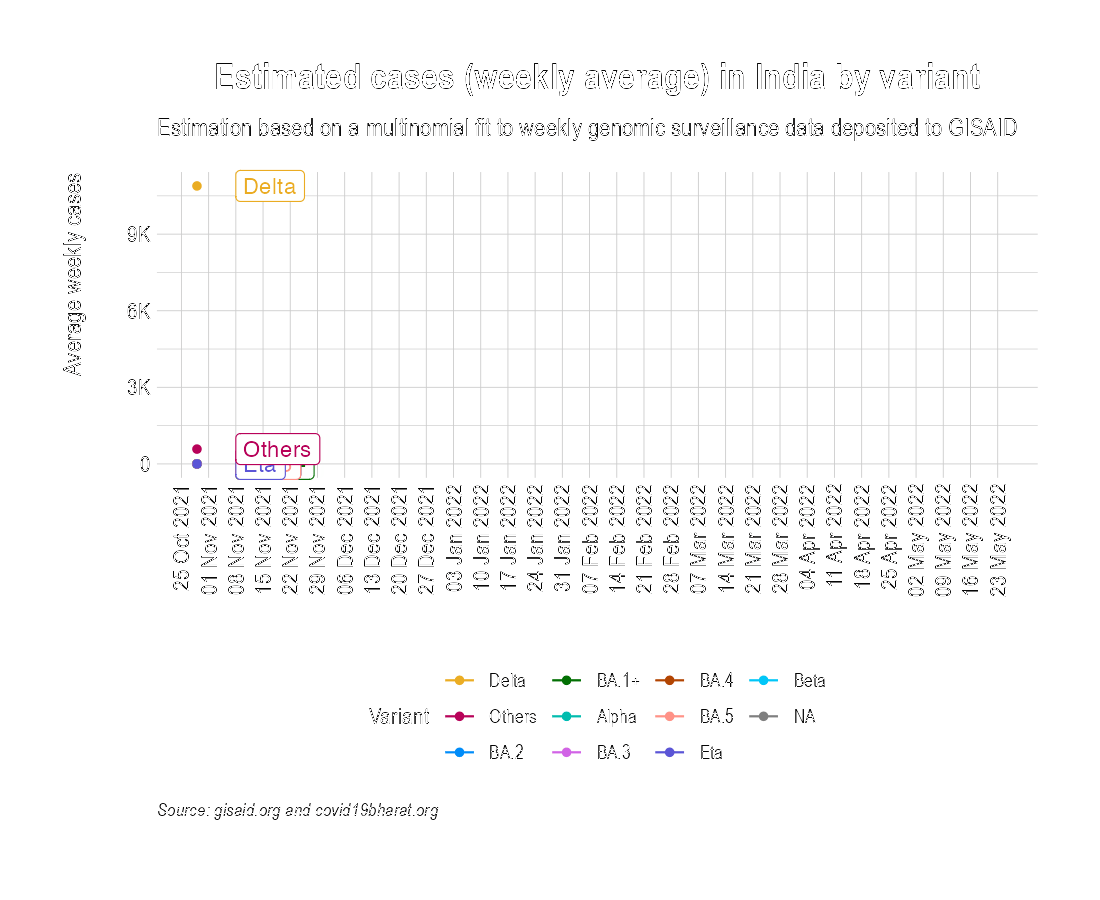 Estimated cases (weekly average) in India by variant
Estimation based on a multinomial fit to weekly genomic surveillance data deposited to GISAID
Average weekly cases
9K
6K
3K
0
Delta
Others
Eta
25 Oct 2021
01 Nov 2021
08 Nov 2021
15 Nov 2021
22 Nov 2021
29 Nov 2021
06 Dec 2021
13 Dec 2021
20 Dec 2021
27 Dec 2021
03 Jan 2022
10 Jan 2022
17 Jan 2022
24 Jan 2022
31 Jan 2022
07 Feb 2022
14 Feb 2022
21 Feb 2022
28 Feb 2022
07 Mar 2022
14 Mar 2022
21 Mar 2022
28 Mar 2022
04 Apr 2022
11 Apr 2022
18 Apr 2022
25 Apr 2022
02 May 2022
09 May 2022
16 May 2022
23 May 2022
Variant
Delta
Others
BA.2
BA.1+
Alpha
BA.3
BA.4
BA.5
Eta
Beta
NA
Source: gisaid.org and covid19bharat.org